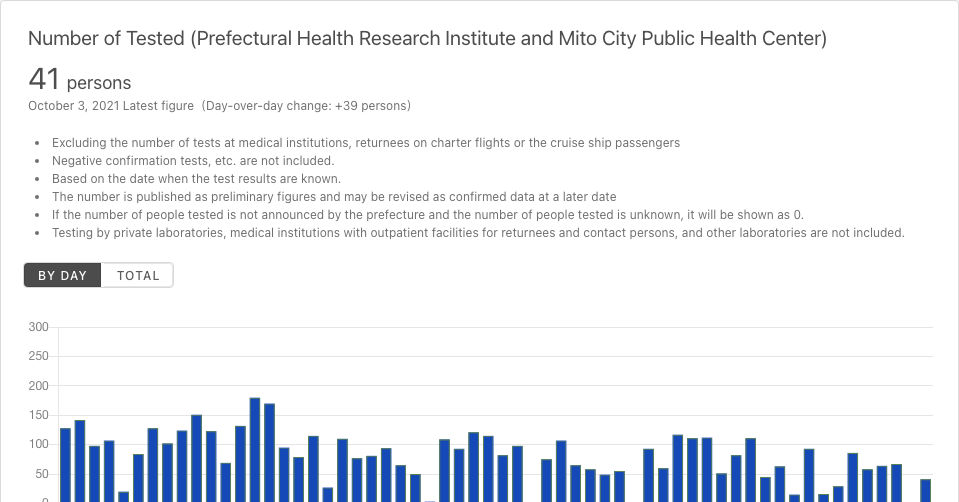 Number of Tested (Prefectural Health Research Institute and Mito City Public Health Center)
41 persons
October 3, 2021 Latest figure (Day-over-day change: +39 persons)
• Excluding the number of tests at medical institutions, returnees on charter flights or the cruise ship passengers
• Negative confirmation tests, etc. are not included.
• Based on the date when the test results are known.
• The number is published as preliminary figures and may be revised as confirmed data at a later date
• If the number of people tested is not announced by the prefecture and the number of people tested is unknown, it will be shown as 0.
• Testing by private laboratories, medical institutions with outpatient facilities for returnees and contact persons, and other laboratories are not included.
BY DAY TOTAL
300
250
200
150
100
50
0